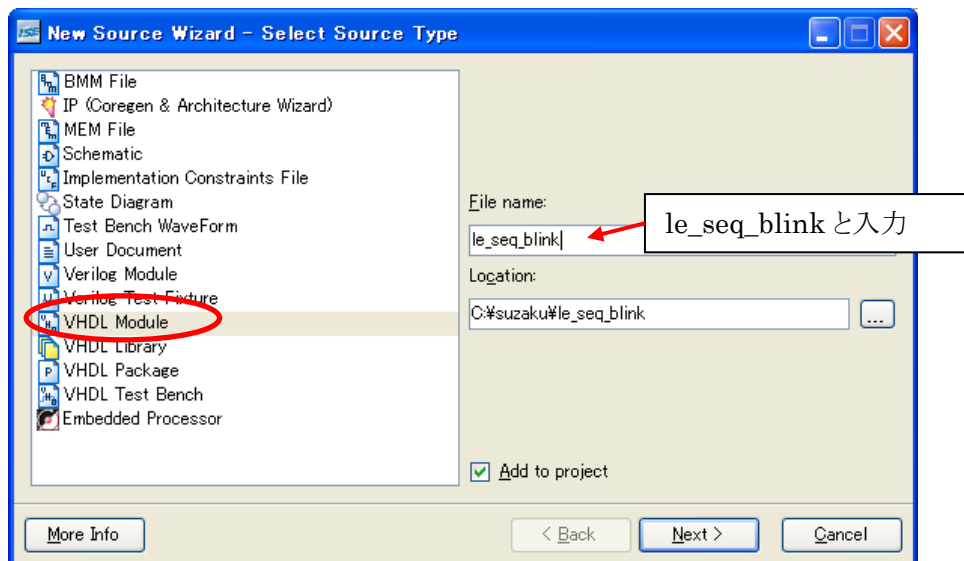 ISE New Source Wizard - Select Source Type
BMM File
IP (Coregen & Architecture Wizard)
MEM File
Schematic
Implementation Constraints File
State Diagram
Test Bench WaveForm
User Document
Verilog Module
Verilog Test Fixture
VHDL Module
VHDL Library
VHDL Package
VHDL Test Bench
Embedded Processor
File name:
le_seq_blink
le_seq_blink と入力
Location:
C:¥suzaku¥le_seq_blink
...
Add to project
More Info
< Back
Next >
Cancel